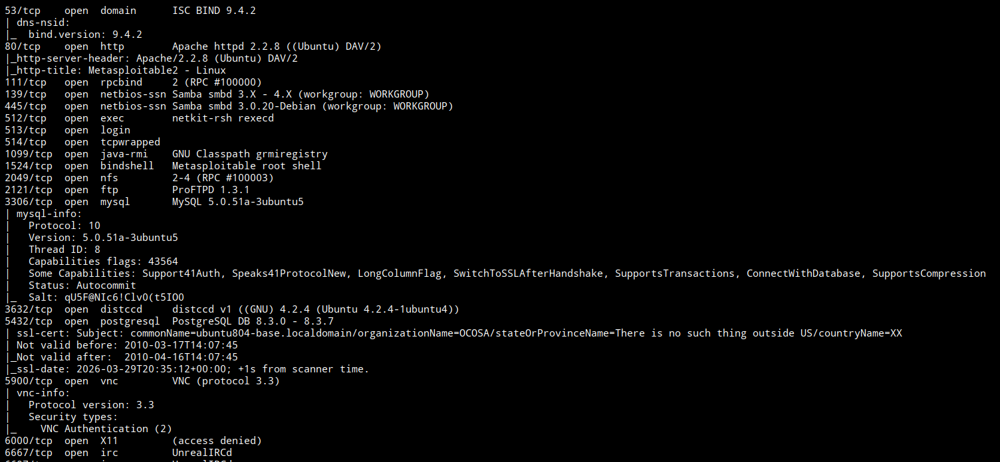 53/tcp    open  domain      ISC BIND 9.4.2
| dns-nsid:
|_  bind.version: 9.4.2
80/tcp    open  http        Apache httpd 2.2.8 ((Ubuntu) DAV/2)
|_http-server-header: Apache/2.2.8 (Ubuntu) DAV/2
|_http-title: Metasploitable2 - Linux
111/tcp   open  rpcbind     2 (RPC #100000)
139/tcp   open  netbios-ssn Samba smbd 3.X - 4.X (workgroup: WORKGROUP)
445/tcp   open  netbios-ssn Samba smbd 3.0.20-Debian (workgroup: WORKGROUP)
512/tcp   open  exec        netkit-rsh rexecd
513/tcp   open  login
514/tcp   open  tcpwrapped
1099/tcp  open  java-rmi    GNU Classpath grmiregistry
1524/tcp  open  bindshell   Metasploitable root shell
2049/tcp  open  nfs         2-4 (RPC #100003)
2121/tcp  open  ftp         ProFTPD 1.3.1
3306/tcp  open  mysql       MySQL 5.0.51a-3ubuntu5
| mysql-info:
|   Protocol: 10
|   Version: 5.0.51a-3ubuntu5
|   Thread ID: 8
|   Capabilities flags: 43564
|   Some Capabilities: Support41Auth, Speaks41ProtocolNew, LongColumnFlag, SwitchToSSLAfterHandshake, SupportsTransactions, ConnectWithDatabase, SupportsCompression
|   Status: Autocommit
|_  Salt: qU5F@NIc6!Clv0(t5IOO
3632/tcp  open  distccd     distccd v1 ((GNU) 4.2.4 (Ubuntu 4.2.4-1ubuntu4))
5432/tcp  open  postgresql  PostgreSQL DB 8.3.0 - 8.3.7
| ssl-cert: Subject: commonName=ubuntu804-base.localdomain/organizationName=OCOSA/stateOrProvinceName=There is no such thing outside US/countryName=XX
| Not valid before: 2010-03-17T14:07:45
|_Not valid after:  2010-04-16T14:07:45
|_ssl-date: 2026-03-29T20:35:12+00:00; +1s from scanner time.
5900/tcp  open  vnc         VNC (protocol 3.3)
| vnc-info:
|   Protocol version: 3.3
|   Security types:
|_    VNC Authentication (2)
6000/tcp  open  X11         (access denied)
6667/tcp  open  irc         UnrealIRCd